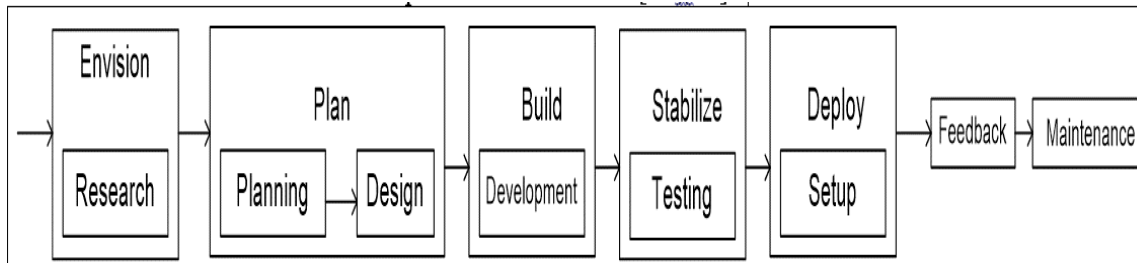 Envision
Research
Plan
Planning
Design
Build
Development
Stabilize
Testing
Deploy
Setup
Feedback
Maintenance